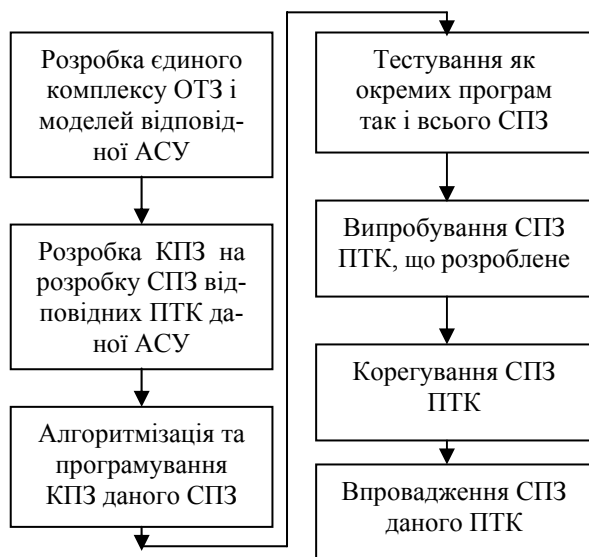 Розробка єдиного
комплексу ОТЗ і
моделей відповід-
ної АСУ
Розробка КПЗ на
розробку СПЗ від-
повідних ПТК да-
ної АСУ
Алгоритмізація та
програмування
КПЗ даного СПЗ
Тестування як
окремих програм
так і всього СПЗ
Випробування СПЗ
ПТК, що розроблене
Корегування СПЗ
ПТК
Впровадження СПЗ
даного ПТК